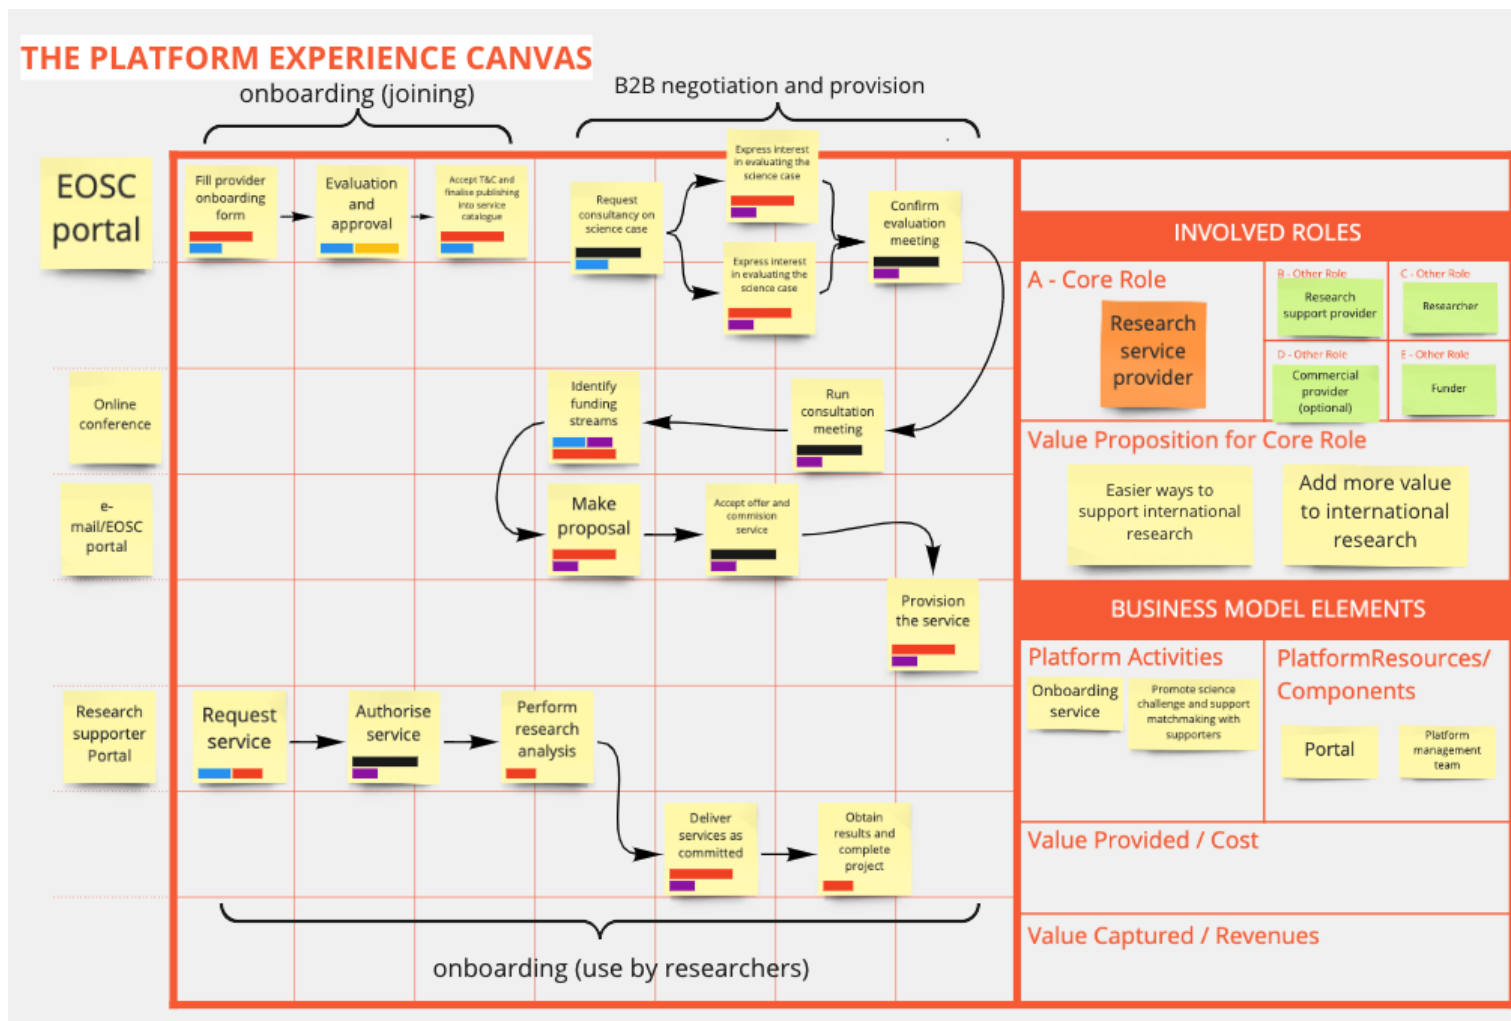 THE PLATFORM EXPERIENCE CANVAS
onboarding (joining)
B2B negotiation and provision
EOSC
portal
Fill provider
onboarding
form
Evaluation
and
approval
Accept T&C and
finalise publishing
into service
catalogue
Request
consultancy on
science case
Express interest
in evaluating the
science case
Express interest
in evaluating the
science case
Confirm
evaluation
meeting
Online
conference
Identify
funding
streams
Run
consultation
meeting
e-
mail/EOSC
portal
Make
proposal
Accept offer and
commision
service
Provision
the service
Research
supporter
Portal
Request
service
Authorise
service
Perform
research
analysis
Deliver
services as
committed
Obtain
results and
complete
project
onboarding (use by researchers)
INVOLVED ROLES
A - Core Role
Research
service
provider
B - Other Role
Research
support provider
C - Other Role
Researcher
D - Other Role
Commercial
provider
(optional)
E - Other Role
Funder
Value Proposition for Core Role
Easier ways to
support international
research
Add more value
to international
research
BUSINESS MODEL ELEMENTS
Platform Activities
Onboarding
service
Promote science
challenge and support
matchmaking with
supporters
PlatformResources/
Components
Portal
Platform
management
team
Value Provided / Cost
Value Captured / Revenues